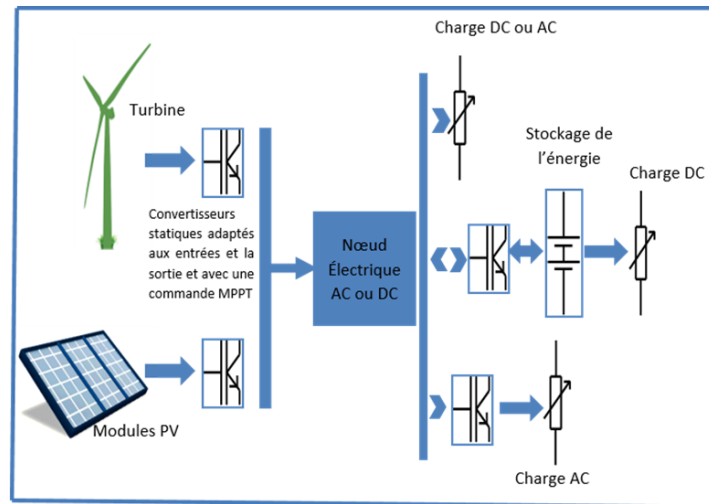 Charge DC ou AC
Turbine
Stockage de
l'énergie
Charge DC
Convertisseurs
statiques adaptés
aux entrées et la
sortie et avec une
commande MPPT
Nœud
Électrique
AC ou DC
Modules PV
Charge AC